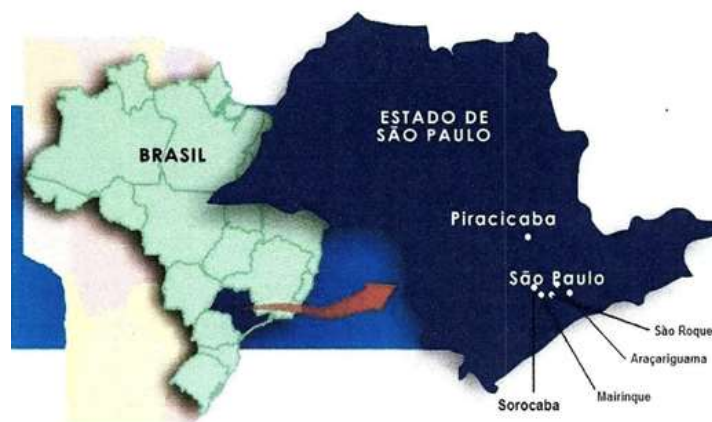 ESTADO DE
SÃO PAULO
BRASIL
Piracicaba
São Paulo
São Roque
Araçariguama
Mairinque
Sorocaba